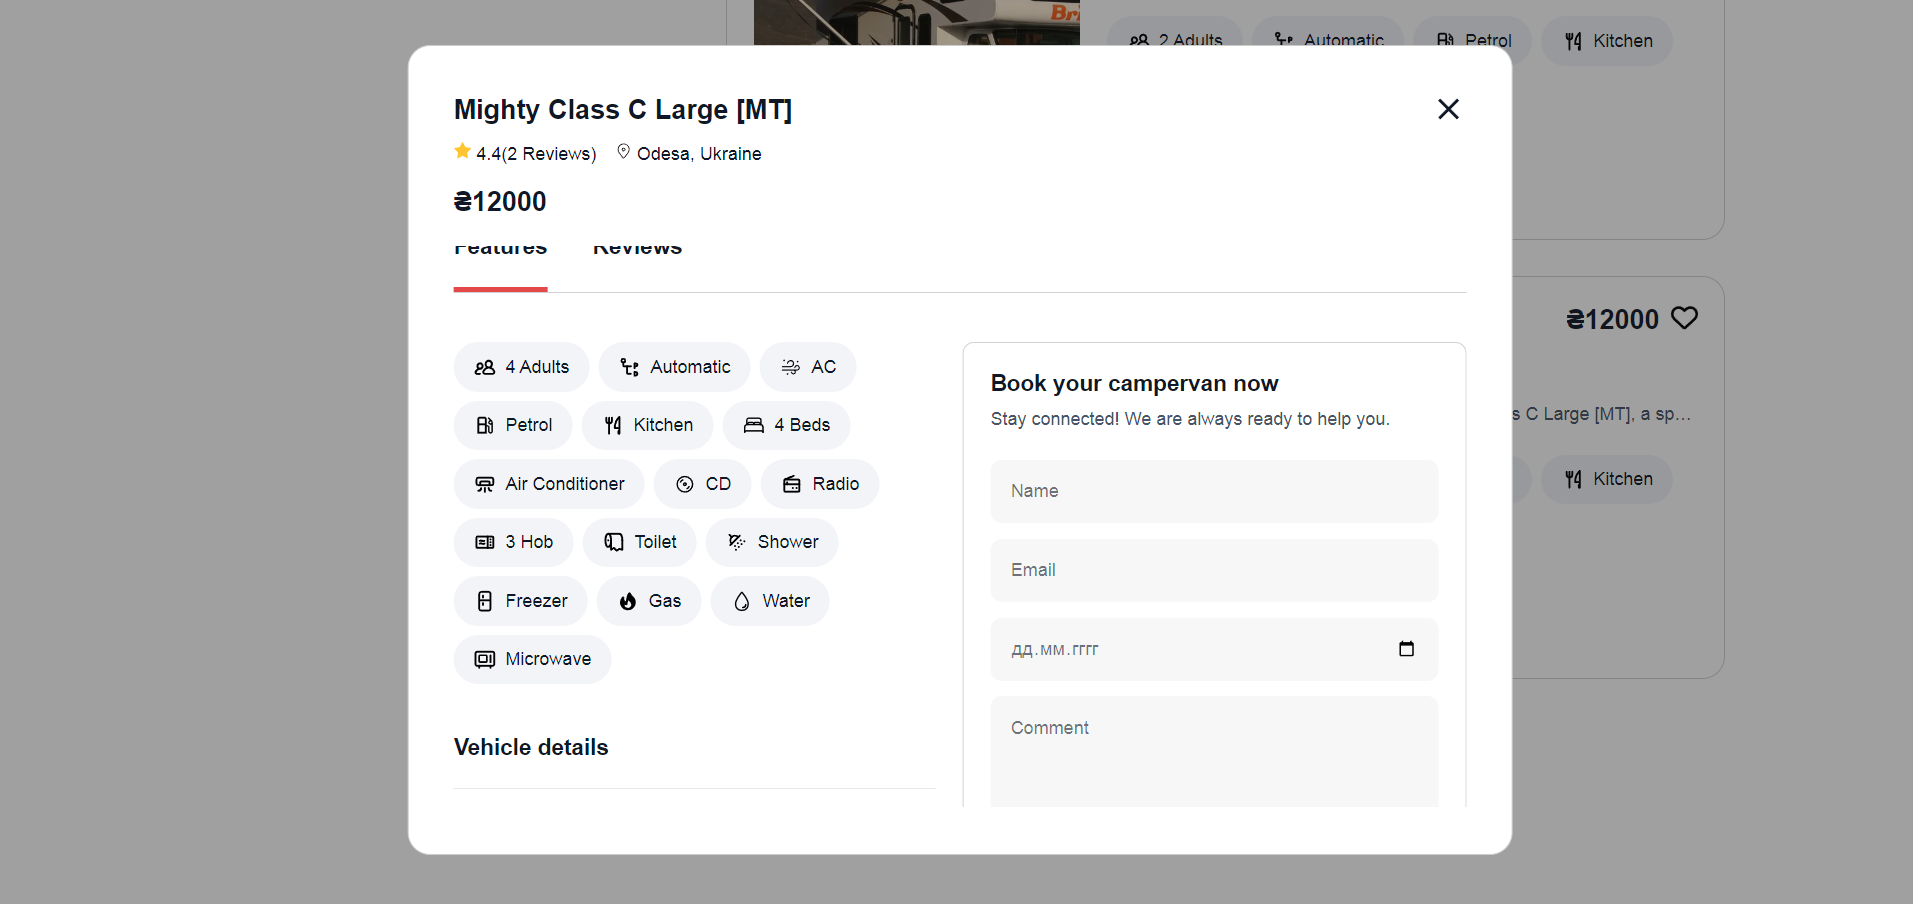 Bri
2 Adults Automatic Petrol Kitchen
Mighty Class C Large [MT]
4.4(2 Reviews) Odesa, Ukraine
₴12000
Features Reviews
₴12000
4 Adults Automatic AC
Book your campervan now
s C Large [MT], a sp...
Stay connected! We are always ready to help you.
Petrol Kitchen 4 Beds
Kitchen
Air Conditioner CD Radio
Name
3 Hob Toilet Shower
Email
Freezer Gas Water
дд.мм.гггг
Microwave
Comment
Vehicle details